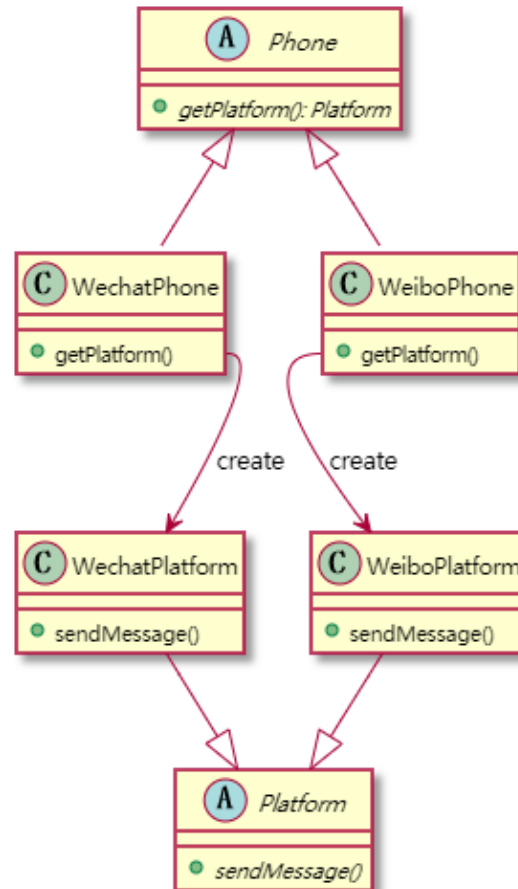 A Phone
getPlatform(): Platform
C WechatPhone
getPlatform()
C WeiboPhone
getPlatform()
create
create
C WechatPlatform
sendMessage()
C WeiboPlatform
sendMessage()
A Platform
sendMessage()